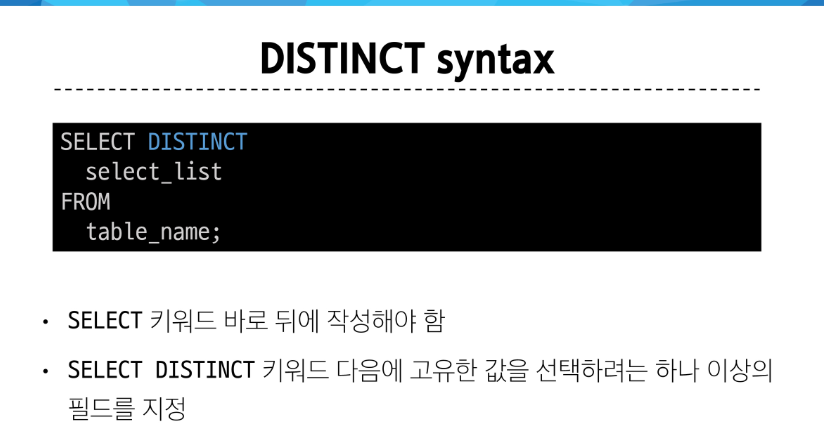 DISTINCT syntax
SELECT DISTINCT
  select_list
FROM
  table_name;
• SELECT 키워드 바로 뒤에 작성해야 함
• SELECT DISTINCT 키워드 다음에 고유한 값을 선택하려는 하나 이상의
필드를 지정